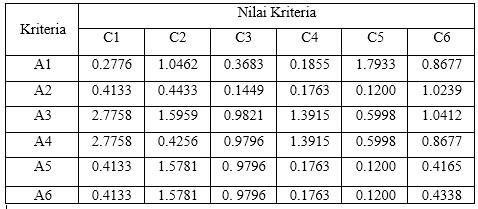 Kriteria Nilai Kriteria
C1 C2 C3 C4 C5 C6
A1 0.2776 1.0462 0.3683 0.1855 1.7933 0.8677
A2 0.4133 0.4433 0.1449 0.1763 0.1200 1.0239
A3 2.7758 1.5959 0.9821 1.3915 0.5998 1.0412
A4 2.7758 0.4256 0.9796 1.3915 0.5998 0.8677
A5 0.4133 1.5781 0. 9796 0.1763 0.1200 0.4165
A6 0.4133 1.5781 0. 9796 0.1763 0.1200 0.4338